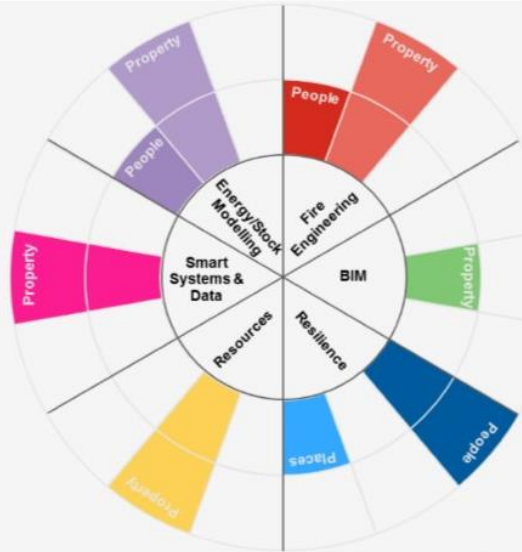 Property
People
Energy/Stock
Modelling
People
Property
Fire
Engineering
BIM
Property
Resilience
People
Places
Resources
Property
Smart
Systems &
Data
Property